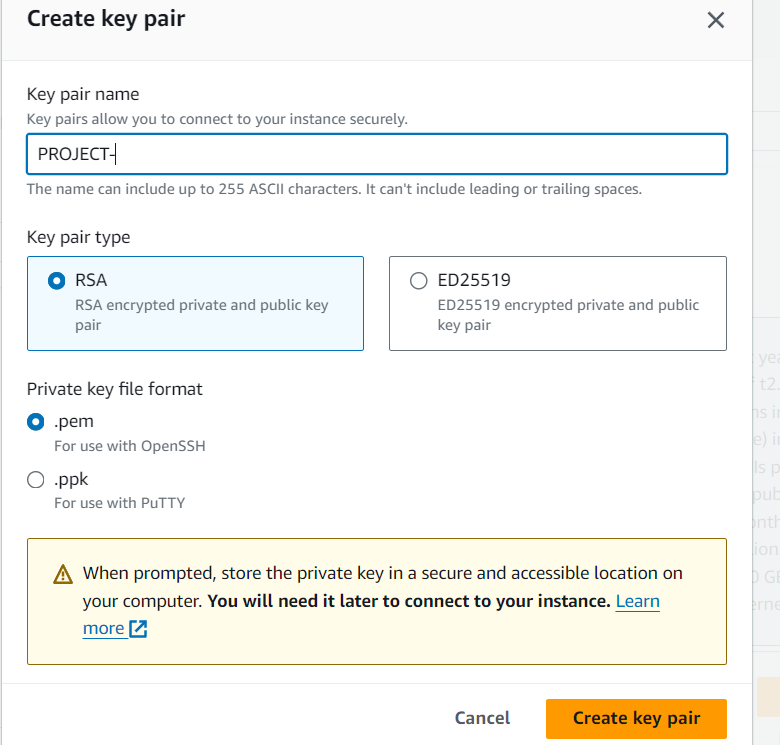 Create key pair
Key pair name
Key pairs allow you to connect to your instance securely.
PROJECT-
The name can include up to 255 ASCII characters. It can't include leading or trailing spaces.
Key pair type
RSA
RSA encrypted private and public key
pair
ED25519
ED25519 encrypted private and public
key pair
Private key file format
.pem
For use with OpenSSH
.ppk
For use with PuTTY
When prompted, store the private key in a secure and accessible location on
your computer. You will need it later to connect to your instance. Learn
more
Cancel
Create key pair